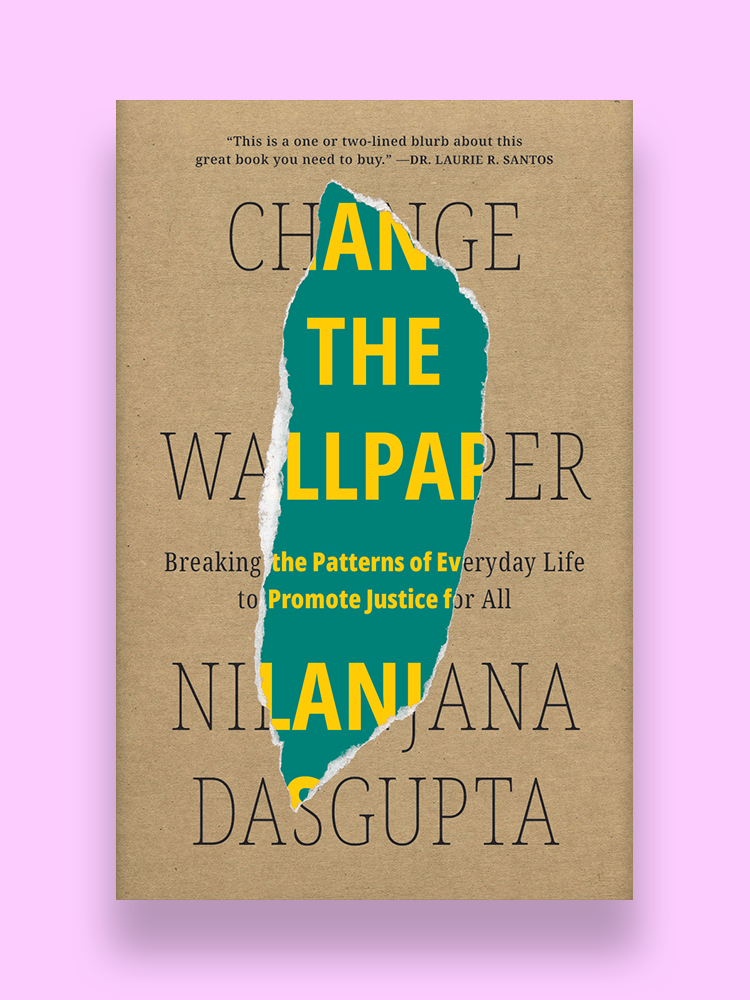 “This is a one or two-lined blurb about this
great book you need to buy.” —DR. LAURIE R. SANTOS
CHANGE
THE
WALLPAPER
Breaking the Patterns of Everyday Life
to Promote Justice for All
NILANJANA
DASGUPTA